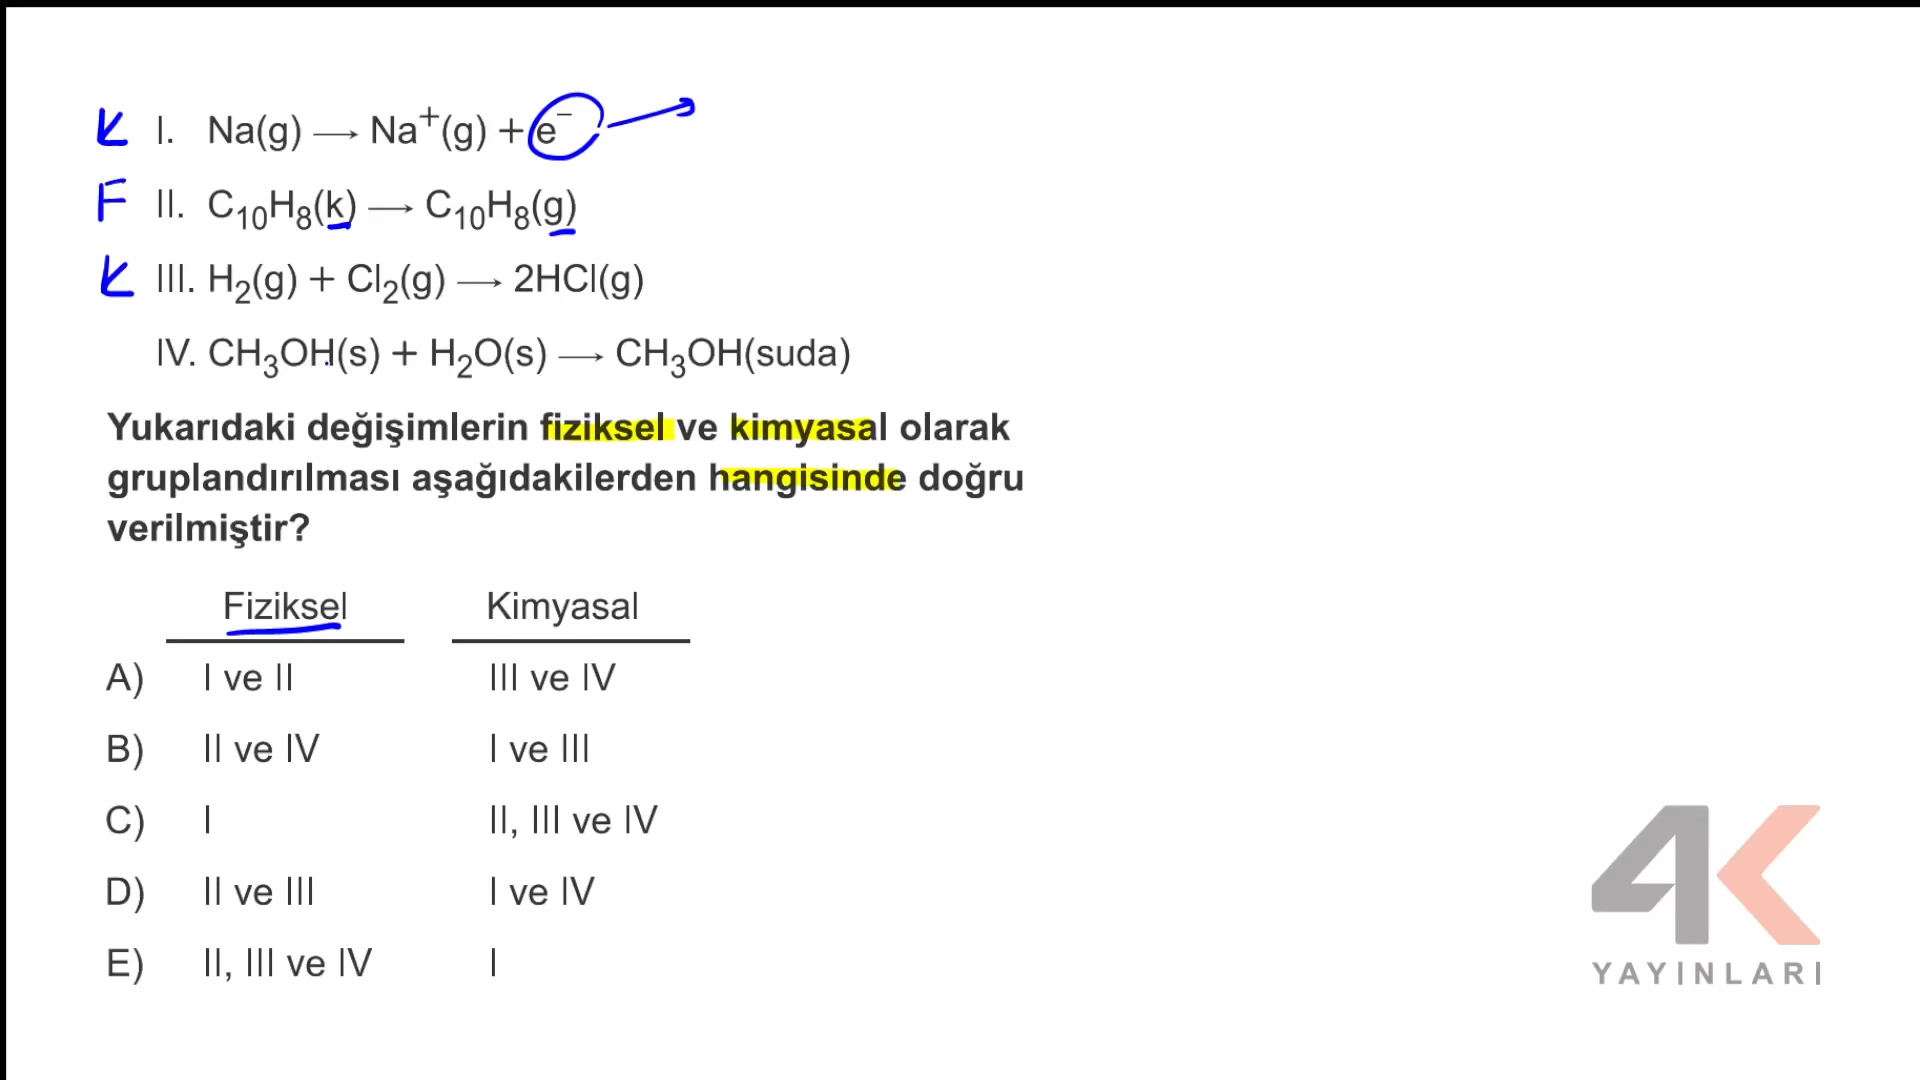 K I. Na(g) → Na⁺(g) + e⁻
F II. C₁₀H₈(k) → C₁₀H₈(g)
K III. H₂(g) + Cl₂(g) → 2HCl(g)
IV. CH₃OH(s) + H₂O(s) → CH₃OH(suda)
Yukarıdaki değişimlerin fiziksel ve kimyasal olarak
gruplandırılması aşağıdakilerden hangisinde doğru
verilmiştir?
Fiziksel Kimyasal
A) I ve II III ve IV
B) II ve IV I ve III
C) I II, III ve IV
D) II ve III I ve IV
E) II, III ve IV I
4K
YAYINLARI